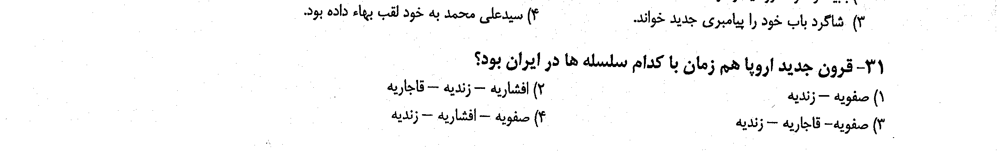 ۳) شاگرد باب خود را پیامبری جدید خواند. ۴) سیدعلی محمد به خود لقب بهاء داده بود.
۳۱- قرون جدید اروپا هم زمان با کدام سلسله ها در ایران بود؟
۱) صفویه – زندیه ۲) افشاریه – زندیه – قاجاریه
۳) صفویه- قاجاریه – زندیه ۴) صفویه – افشاریه – زندیه